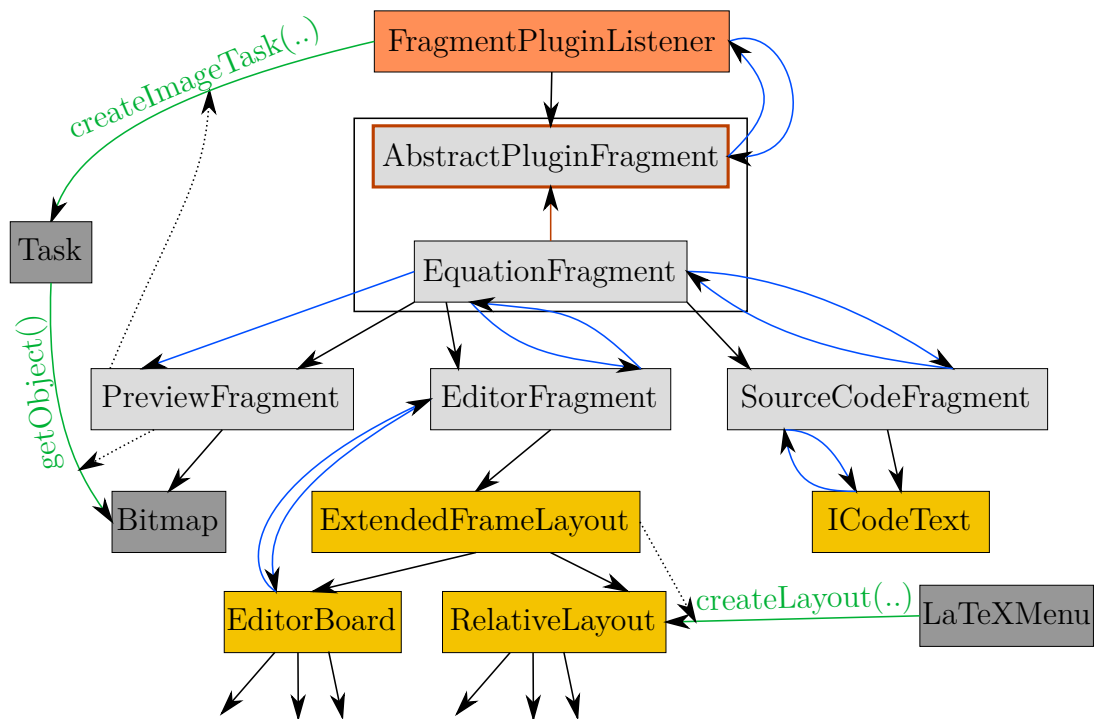 FragmentPluginListener
createImageTask(..)
AbstractPluginFragment
Task
EquationFragment
getObject()
PreviewFragment
EditorFragment
SourceCodeFragment
Bitmap
ExtendedFrameLayout
ICodeText
EditorBoard
RelativeLayout
createLayout(..)
LaTeXMenu